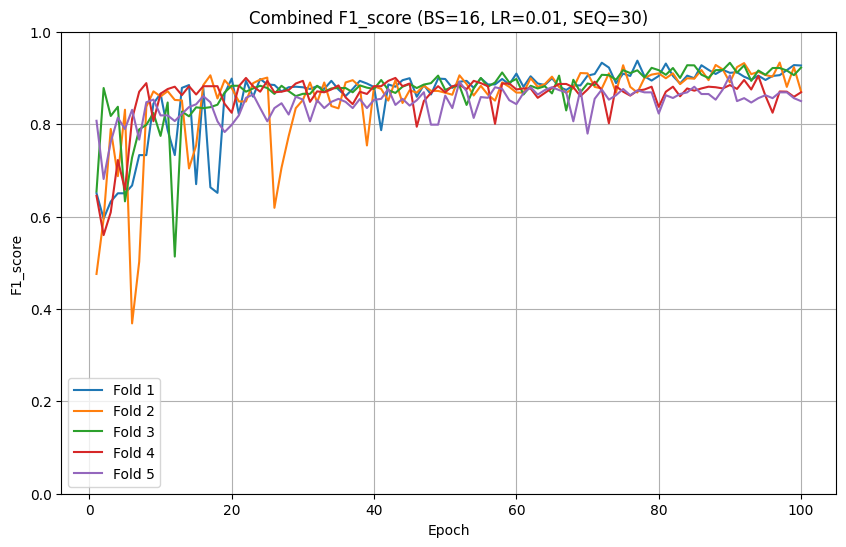 Combined F1_score (BS=16, LR=0.01, SEQ=30)
F1_score
1.0
0.8
0.6
0.4
0.2
0.0
Fold 1
Fold 2
Fold 3
Fold 4
Fold 5
0 20 40 60 80 100
Epoch